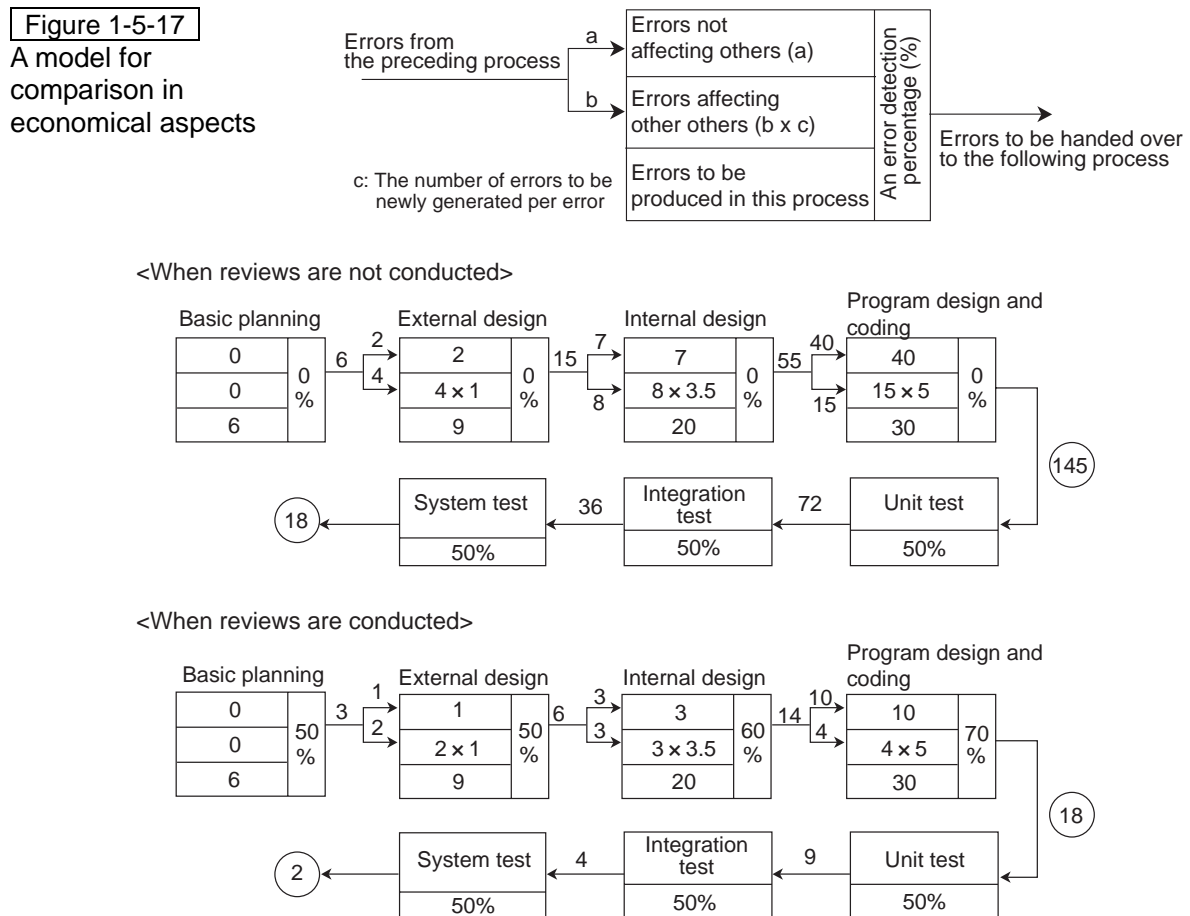 Figure 1-5-17
A model for
comparison in
economical aspects
Errors from
the preceding process
a
b
Errors not
affecting others (a)
Errors affecting
other others (b x c)
Errors to be
produced in this process
An error detection
percentage (%)
Errors to be handed over
to the following process
c: The number of errors to be
newly generated per error
<When reviews are not conducted>
Basic planning
0
0
6
0
%
6
2
4
External design
2
4 × 1
9
0
%
15
7
8
Internal design
7
8 × 3.5
20
0
%
55
40
15
Program design and
coding
40
15 × 5
30
0
%
145
Unit test
50%
72
Integration
test
50%
36
System test
50%
18
<When reviews are conducted>
Basic planning
0
0
6
50
%
3
1
2
External design
1
2 × 1
9
50
%
6
3
3
Internal design
3
3 × 3.5
20
60
%
14
10
4
Program design and
coding
10
4 × 5
30
70
%
18
Unit test
50%
9
Integration
test
50%
4
System test
50%
2